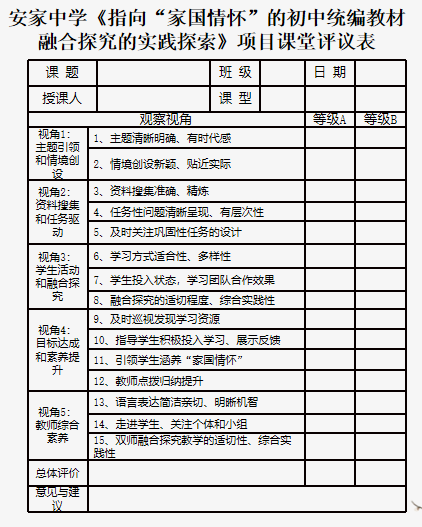 安家中学《指向“家国情怀”的初中统编教材
融合探究的实践探索》项目课堂评议表
课 题
班 级
日 期
授课人
课 型
观察视角
等级A
等级B
视角1:
主题引领
和情境创
设
1、主题清晰明确、有时代感
2、情境创设新颖、贴近实际
视角2:
资料搜集
和任务驱
动
3、资料搜集准确、精炼
4、任务性问题清晰呈现、有层次性
5、及时关注巩固性任务的设计
视角3:
学生活动
和融合探
究
6、学习方式适合性、多样性
7、学生投入状态，学习团队合作效果
8、融合探究的适切程度、综合实践性
视角4:
目标达成
和素养提
升
9、及时巡视发现学习资源
10、指导学生积极投入学习、展示反馈
11、引领学生涵养“家国情怀”
12、教师点拨归纳提升
视角5:
教师综合
素养
13、语言表达简洁亲切、明晰机智
14、走进学生、关注个体和小组
15、双师融合探究教学的适切性、综合实
践性
总体评价
意见与建
议